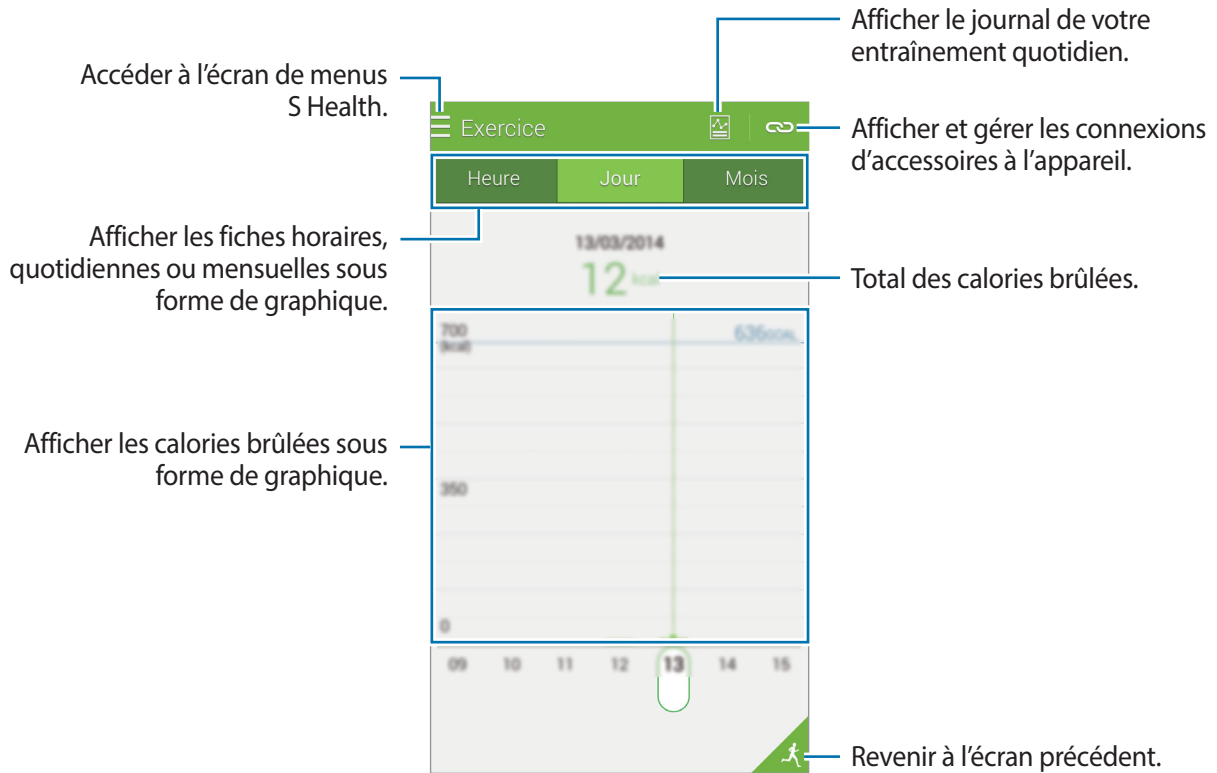 Afficher le journal de votre
entraînement quotidien.
Accéder à l'écran de menus
S Health.
Exercice
Afficher et gérer les connexions
d'accessoires à l'appareil.
Heure Jour Mois
Afficher les fiches horaires,
quotidiennes ou mensuelles sous
forme de graphique.
13/03/2014
12 kcal
Total des calories brûlées.
700
(kcal)
636GOAL
Afficher les calories brûlées sous
forme de graphique.
350
0
09 10 11 12 13 14 15
Revenir à l'écran précédent.